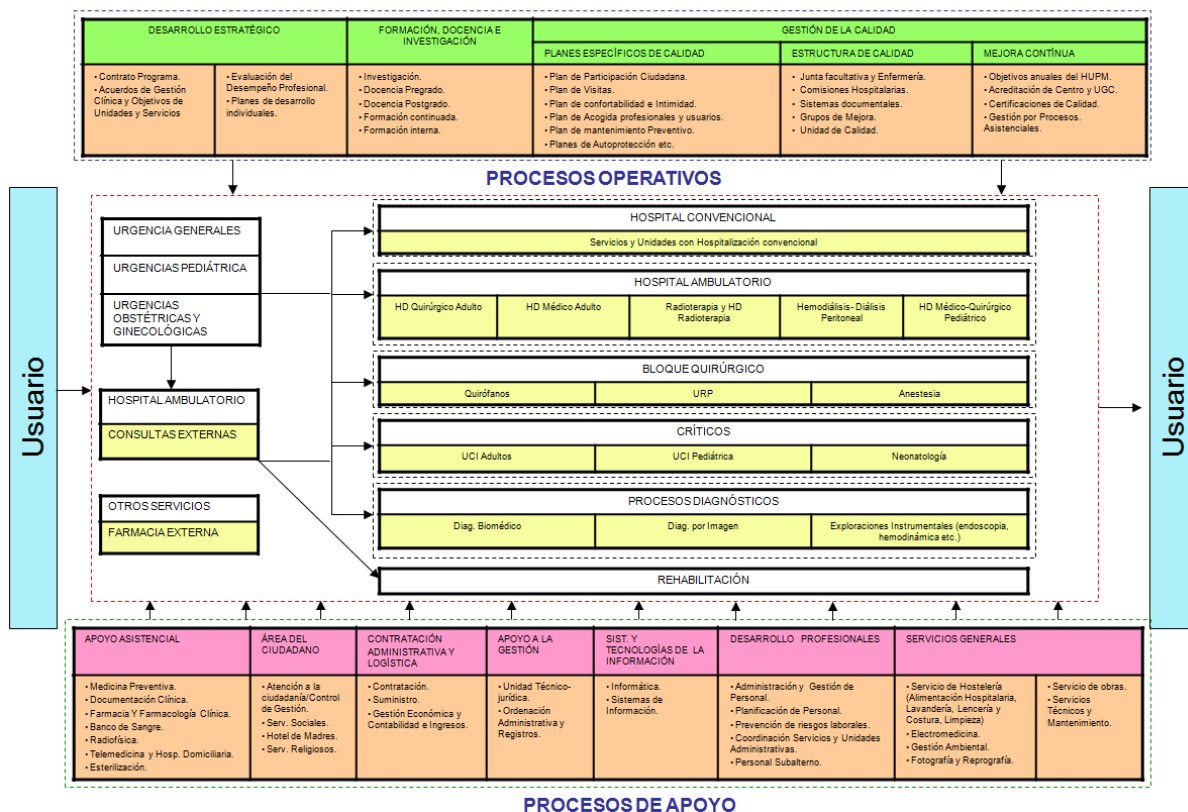 DESARROLLO ESTRATÉGICO
FORMACIÓN, DOCENCIA E
INVESTIGACIÓN
GESTIÓN DE LA CALIDAD
PLANES ESPECÍFICOS DE CALIDAD
ESTRUCTURA DE CALIDAD
MEJORA CONTÍNUA
• Contrato Programa.
• Acuerdos de Gestión
Clínica y Objetivos de
Unidades y Servicios
• Evaluación del
Desempeño Profesional.
• Planes de desarrollo
individuales.
• Investigación.
• Docencia Pregrado.
• Docencia Postgrado.
• Formación continuada.
• Formación interna.
• Plan de Participación Ciudadana.
• Plan de Visitas.
• Plan de confortabilidad e Intimidad.
• Plan de Acogida profesionales y usuarios.
• Plan de mantenimiento Preventivo.
• Planes de Autoprotección etc.
• Junta facultativa y Enfermería.
• Comisiones Hospitalarias.
• Sistemas documentales.
• Grupos de Mejora.
• Unidad de Calidad.
• Objetivos anuales del HUPM.
• Acreditación de Centro y UGC.
• Certificaciones de Calidad.
• Gestión por Procesos.
Asistenciales.
PROCESOS OPERATIVOS
Usuario
URGENCIA GENERALES
URGENCIAS PEDIÁTRICA
URGENCIAS
OBSTÉTRICAS Y
GINECOLÓGICAS
HOSPITAL AMBULATORIO
CONSULTAS EXTERNAS
OTROS SERVICIOS
FARMACIA EXTERNA
HOSPITAL CONVENCIONAL
Servicios y Unidades con Hospitalización convencional
HOSPITAL AMBULATORIO
HD Quirúrgico Adulto
HD Médico Adulto
Radioterapia y HD
Radioterapia
Hemodiálisis- Diálisis
Peritoneal
HD Médico-Quirúrgico
Pediátrico
BLOQUE QUIRÚRGICO
Quirófanos
URP
Anestesia
CRÍTICOS
UCI Adultos
UCI Pediátrica
Neonatología
PROCESOS DIAGNÓSTICOS
Diag. Biomédico
Diag. por Imagen
Exploraciones Instrumentales (endoscopia,
hemodinámica etc.)
REHABILITACIÓN
Usuario
APOYO ASISTENCIAL
ÁREA DEL
CIUDADANO
CONTRATACIÓN
ADMINISTRATIVA Y
LOGÍSTICA
APOYO A LA
GESTIÓN
SIST. Y
TECNOLOGÍAS DE LA
INFORMACIÓN
DESARROLLO PROFESIONALES
SERVICIOS GENERALES
• Medicina Preventiva.
• Documentación Clínica.
• Farmacia Y Farmacología Clínica.
• Banco de Sangre.
• Radiofísica.
• Telemedicina y Hosp. Domiciliaria.
• Esterilización.
• Atención a la
ciudadanía/Control
de Gestión.
• Serv. Sociales.
• Hotel de Madres.
• Serv. Religiosos.
• Contratación.
• Suministro.
• Gestión Económica y
Contabilidad e Ingresos.
• Unidad Técnico-
jurídica.
• Ordenación
Administrativa y
Registros.
• Informática.
• Sistemas de
Información.
• Administración y Gestión de
Personal.
• Planificación de Personal.
• Prevención de riesgos laborales.
• Coordinación Servicios y Unidades
Administrativas.
• Personal Subalterno.
• Servicio de Hostelería
(Alimentación Hospitalaria,
Lavandería, Lencería y
Costura, Limpieza)
• Electromedicina.
• Gestión Ambiental.
• Fotografía y Reprografía.
• Servicio de obras.
• Servicios
Técnicos y
Mantenimiento.
PROCESOS DE APOYO